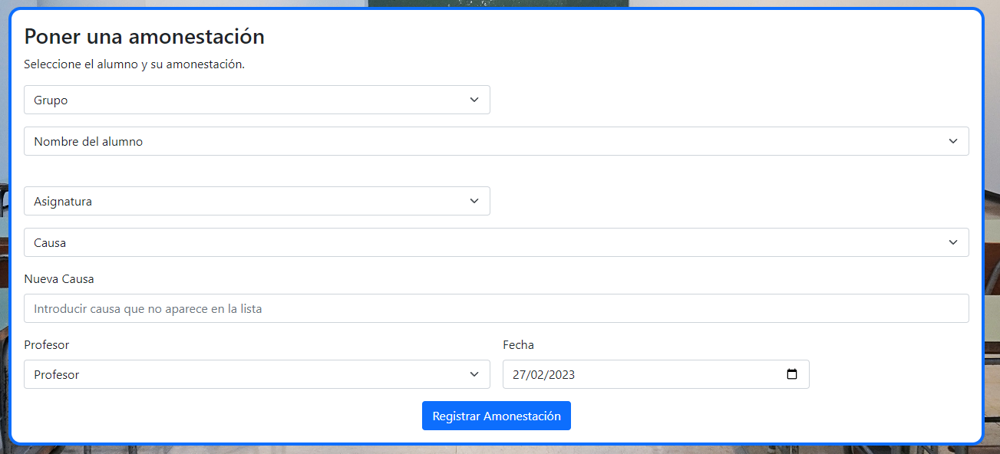 Poner una amonestación
Seleccione el alumno y su amonestación.
Grupo
Nombre del alumno
Asignatura
Causa
Nueva Causa
Introducir causa que no aparece en la lista
Profesor
Fecha
Profesor
27/02/2023
Registrar Amonestación